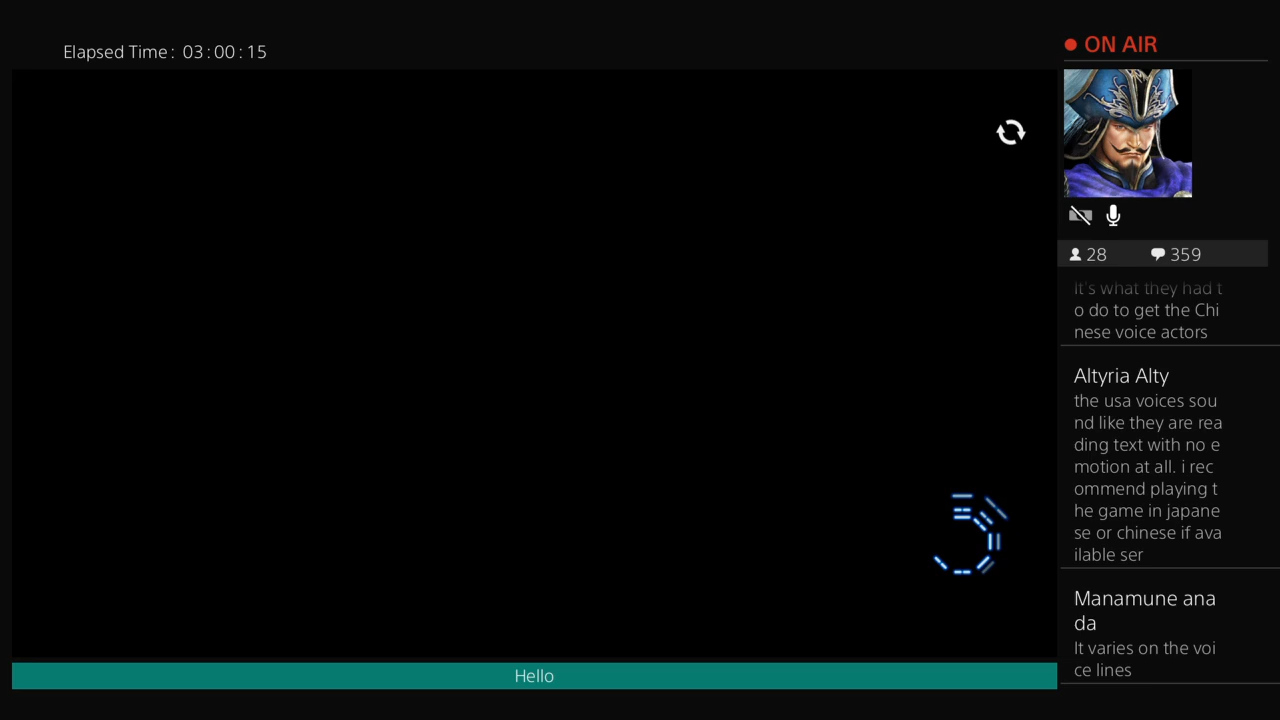 Elapsed Time: 03:00:15
ON AIR
28 359
It's what they had t
o do to get the Chi
nese voice actors
Altyria Alty
the usa voices sou
nd like they are rea
ding text with no e
motion at all. i rec
ommend playing t
he game in japane
se or chinese if ava
ilable ser
Manamune ana
da
It varies on the voi
ce lines
Hello